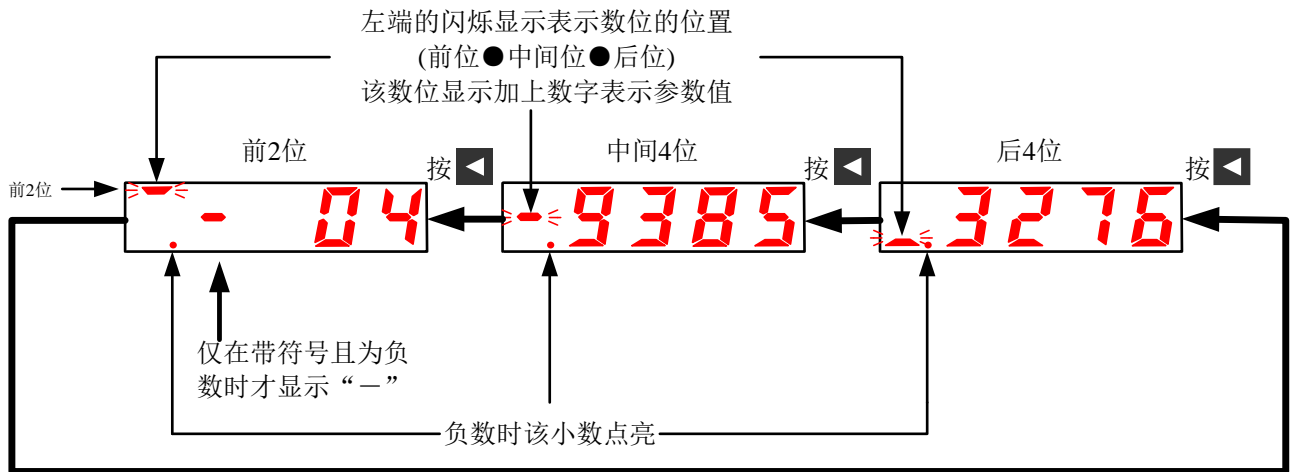 左端的闪烁显示表示数位的位置
(前位●中间位●后位)
该数位显示加上数字表示参数值
前2位
按
中间4位
按
后4位
按
前2位
- 04
-9385
_.3276
仅在带符号且为负
数时才显示“－”
负数时该小数点亮